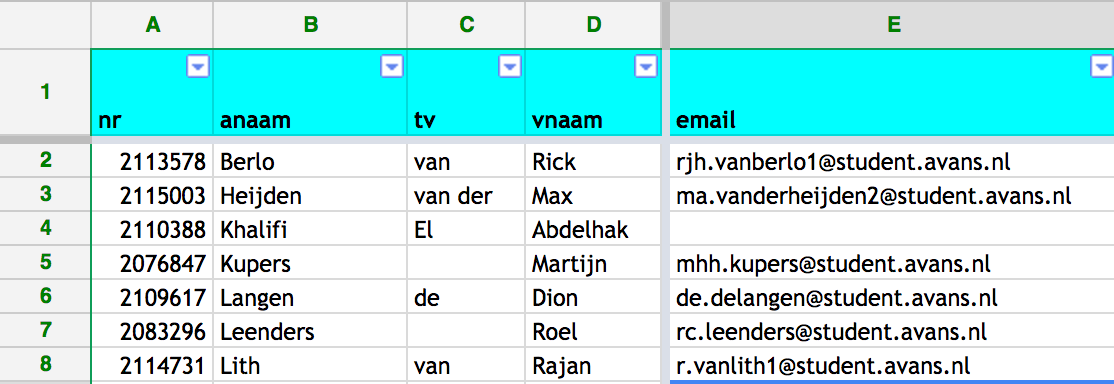 A B C D E
1 nr anaam tv vnaam email
2 2113578 Berlo van Rick rjh.vanberlo1@student.avans.nl
3 2115003 Heijden van der Max ma.vanderheijden2@student.avans.nl
4 2110388 Khalifi El Abdelhak
5 2076847 Kupers Martijn mhh.kupers@student.avans.nl
6 2109617 Langen de Dion de.delangen@student.avans.nl
7 2083296 Leenders Roel rc.leenders@student.avans.nl
8 2114731 Lith van Rajan r.vanlith1@student.avans.nl